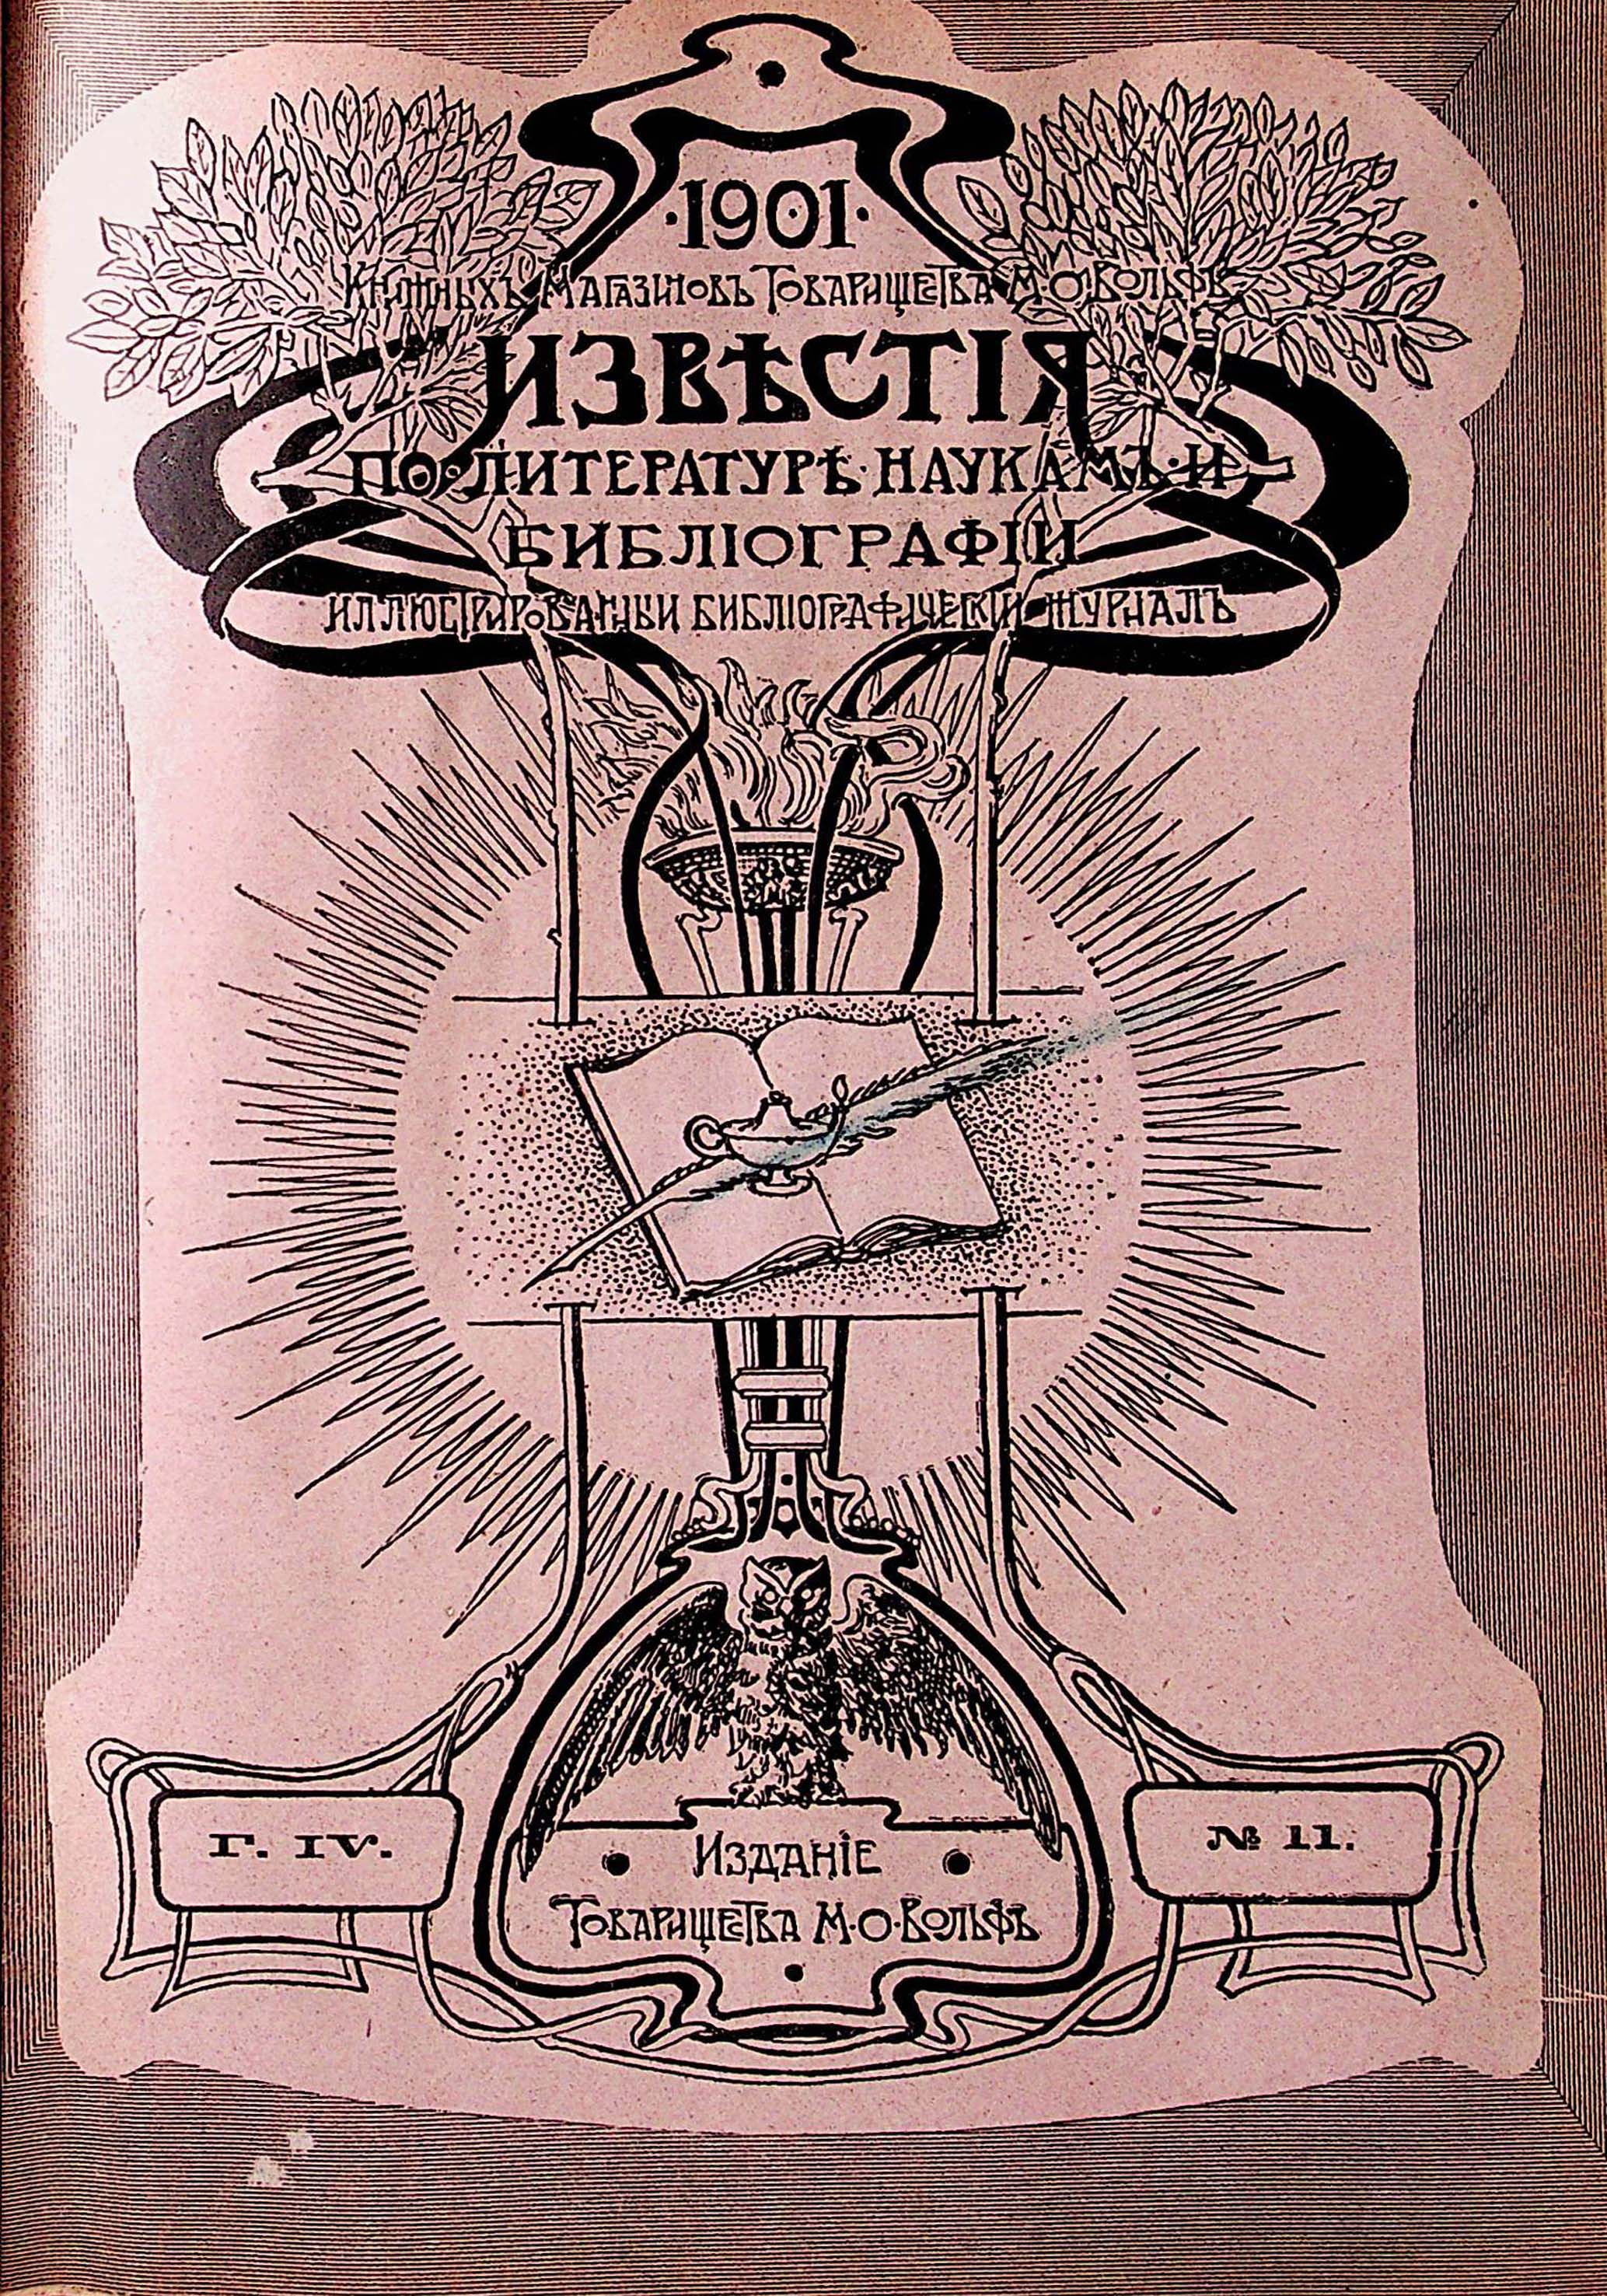 ·1901·
Книжныхъ Магазиновъ Товарищества М·О·Вольфъ
ИЗВѢСТІЯ
ПО·ЛИТЕРАТУРѢ·НАУКАМЪ·И
БИБЛІОГРАФІИ
ИЛЛЮСТРИРОВАННЫЙ БИБЛІОГРАФИЧЕСКІЙ ЖУРНАЛЪ
Г. IV.
№ 11.
Изданіе
Товарищества М·О·Вольфъ